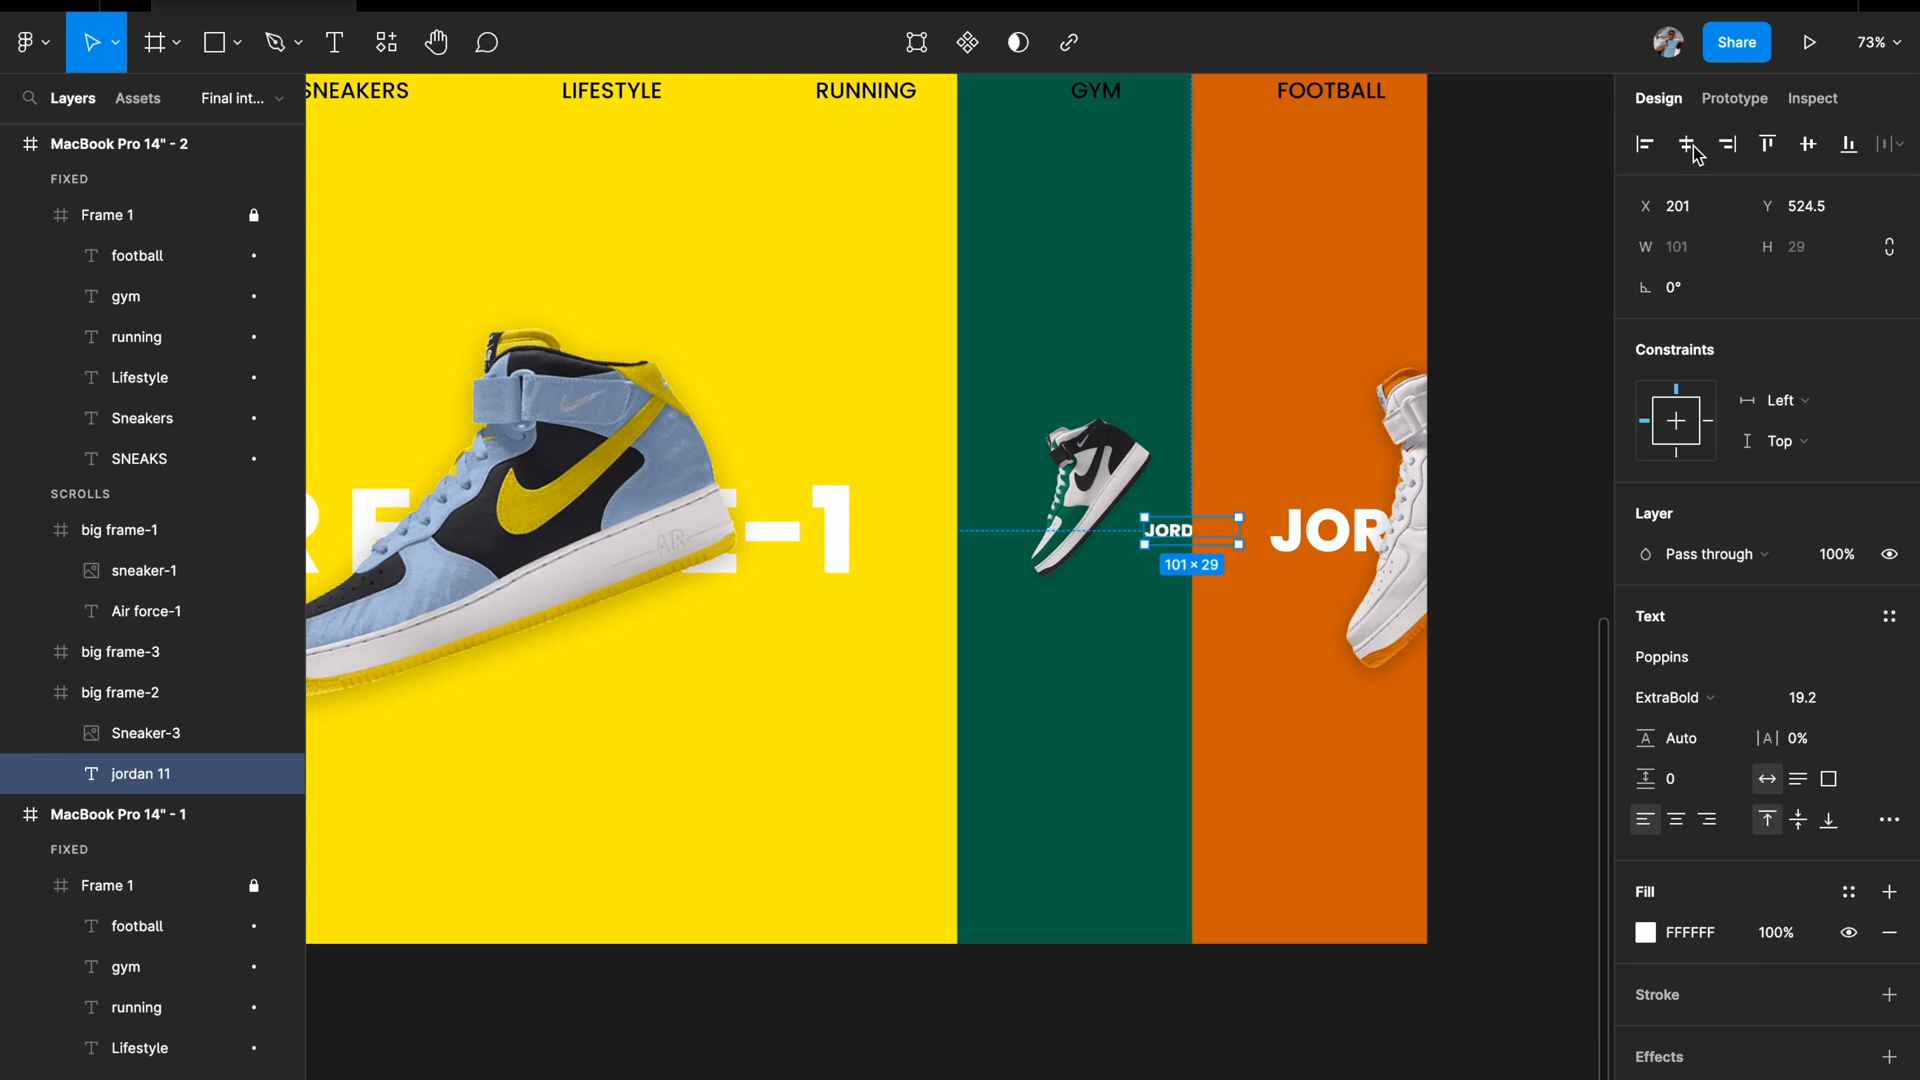 Share
73%
Layers
Assets
Final int...
MacBook Pro 14" - 2
FIXED
Frame 1
football
gym
running
Lifestyle
Sneakers
SNEAKS
SCROLLS
big frame-1
sneaker-1
Air force-1
big frame-3
big frame-2
Sneaker-3
jordan 11
MacBook Pro 14" - 1
FIXED
Frame 1
football
gym
running
Lifestyle
SNEAKERS
LIFESTYLE
RUNNING
GYM
FOOTBALL
E-1
AIR
JORD
101 × 29
JOR
Design
Prototype
Inspect
X 201
Y 524.5
W 101
H 29
0°
Constraints
Left
Top
Layer
Pass through
100%
Text
Poppins
ExtraBold
19.2
Auto
|A| 0%
0
Fill
FFFFFF
100%
Stroke
Effects